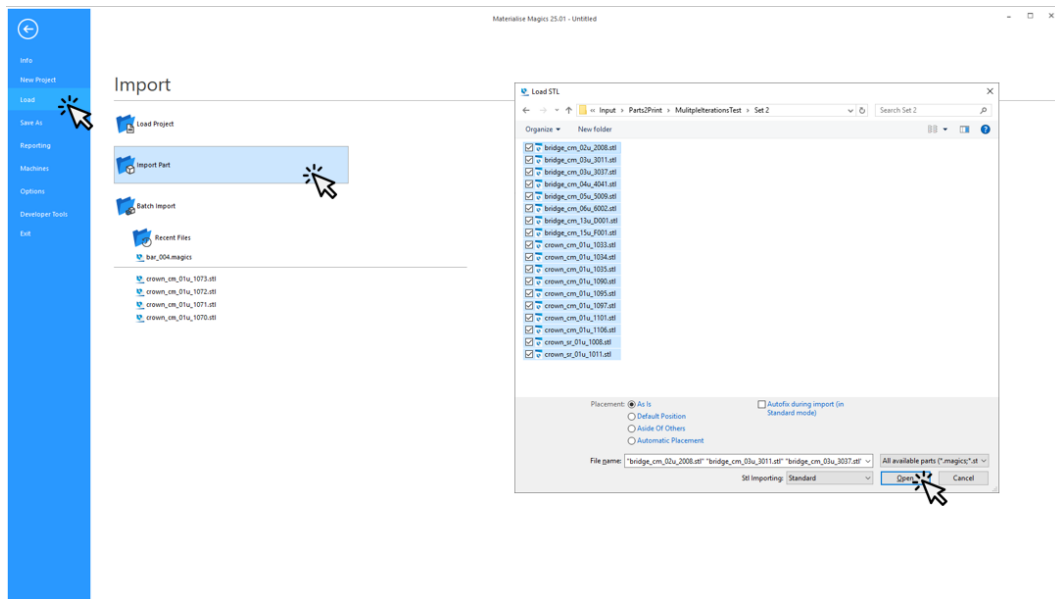 Materialise Magics 25.01 - Untitled
Info
New Project
Load
Save As
Reporting
Machines
Options
Developer Tools
Exit
Import
Load Project
Import Part
Batch Import
Recent Files
bar_004.magics
crown_cm_01u_1073.stl
crown_cm_01u_1072.stl
crown_cm_01u_1071.stl
crown_cm_01u_1070.stl
Load STL
« Input › Parts2Print › MulitpleIterationsTest › Set 2
Search Set 2
Organize
New folder
bridge_cm_02u_2008.stl
bridge_cm_03u_3011.stl
bridge_cm_03u_3037.stl
bridge_cm_04u_4041.stl
bridge_cm_05u_5009.stl
bridge_cm_06u_6002.stl
bridge_cm_13u_D001.stl
bridge_cm_15u_F001.stl
crown_cm_01u_1033.stl
crown_cm_01u_1034.stl
crown_cm_01u_1035.stl
crown_cm_01u_1090.stl
crown_cm_01u_1095.stl
crown_cm_01u_1097.stl
crown_cm_01u_1101.stl
crown_cm_01u_1106.stl
crown_sr_01u_1008.stl
crown_sr_01u_1011.stl
Placement: As Is
Default Position
Aside Of Others
Automatic Placement
Autofix during import (in
Standard mode)
File name: "bridge_cm_02u_2008.stl" "bridge_cm_03u_3011.stl" "bridge_cm_03u_3037.stl"
All available parts (*.magics;*.st
Stl Importing: Standard
Open
Cancel